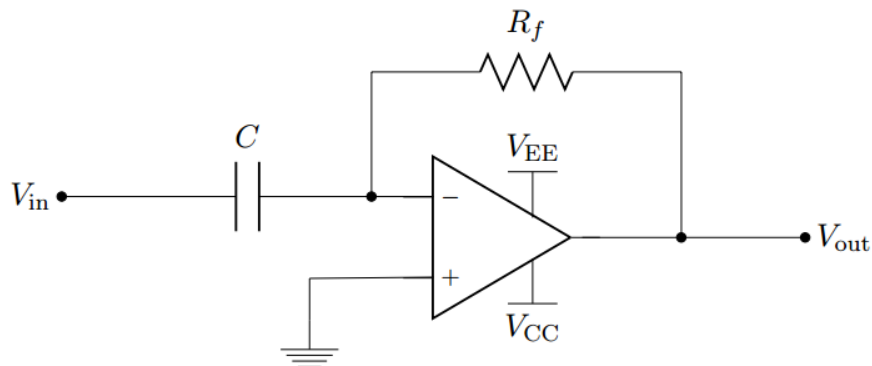 R_f
C
V_EE
V_in
−
V_out
+
V_CC